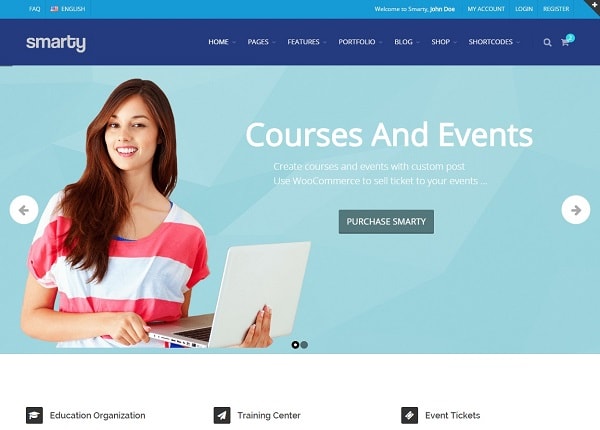 FAQ ENGLISH Welcome to Smarty, John Doe MY ACCOUNT LOGIN REGISTER
smarty HOME PAGES FEATURES PORTFOLIO BLOG SHOP SHORTCODES
Courses And Events
Create courses and events with custom post
Use WooCommerce to sell ticket to your events ...
PURCHASE SMARTY
Education Organization Training Center Event Tickets